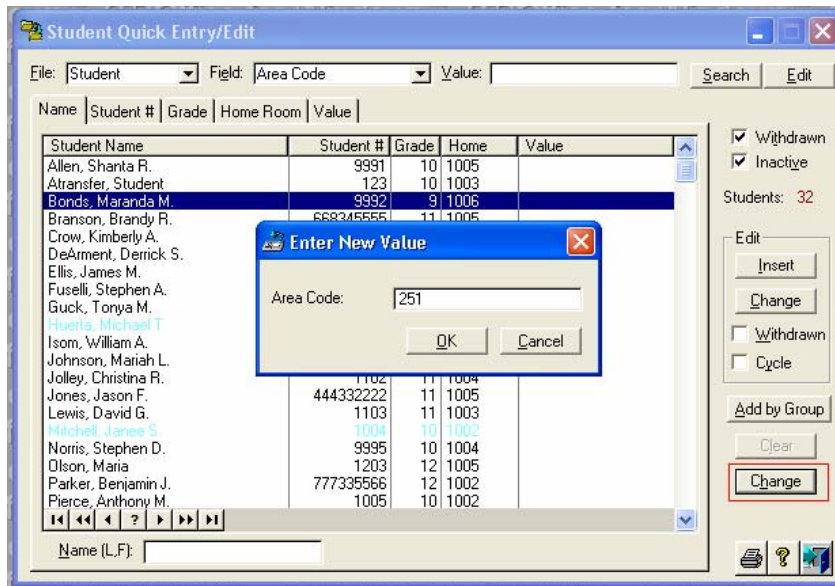 Student Quick Entry/Edit
File: Student Field: Area Code Value: Search Edit
Name Student # Grade Home Room Value
Student Name Student # Grade Home Value
Allen, Shanta R. 9991 10 1005
Atransfer, Student 123 10 1003
Bonds, Maranda M. 9992 9 1006
Branson, Brandy R. 668345555 11 1005
Crow, Kimberly A.
DeArment, Derrick S.
Ellis, James M.
Fuselli, Stephen A.
Guck, Tonya M.
Huerta, Michael T.
Isom, William A.
Johnson, Mariah L.
Jolley, Christina R. 1102 11 1004
Jones, Jason F. 444332222 11 1005
Lewis, David G. 1103 11 1003
Mitchell, Janee S. 1004 10 1002
Norris, Stephen D. 9995 10 1004
Olson, Maria 1203 12 1005
Parker, Benjamin J. 777335566 12 1002
Pierce, Anthony M. 1005 10 1002
?
Name (L,F):
Enter New Value
Area Code: 251
OK Cancel
Withdrawn
Inactive
Students: 32
Edit
Insert
Change
Withdrawn
Cycle
Add by Group
Clear
Change
?